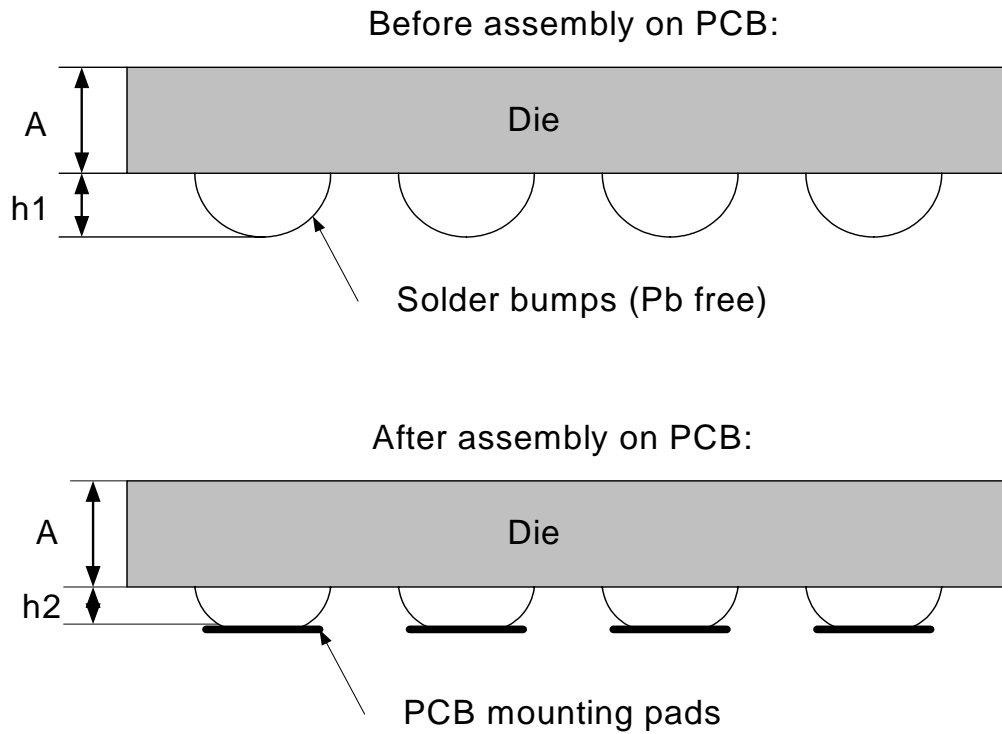 Before assembly on PCB:
A
Die
h1
Solder bumps (Pb free)
After assembly on PCB:
A
Die
h2
PCB mounting pads